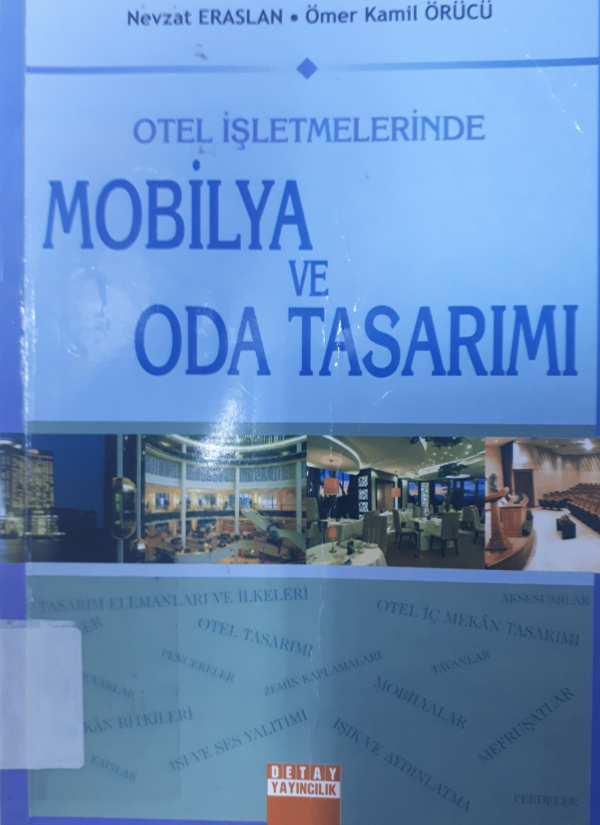 Nevzat ERASLAN • Ömer Kamil ÖRÜCÜ
OTEL İŞLETMELERİNDE
MOBİLYA
VE
ODA TASARIMI
TASARIM ELEMANLARI VE İLKELERİ
AKSESUARLAR
OTEL İÇ MEKÂN TASARIMI
OTEL TASARIMI
PENCERELER
ZEMİN KAPLAMALARI
TAVANLAR
MOBİLYALAR
BİTKİLERİ
ISI VE SES YALITIMI
IŞIK VE AYDINLATMA
MEFRUŞATLAR
KAPILAR
PERDELER
DETAY
YAYINCILIK